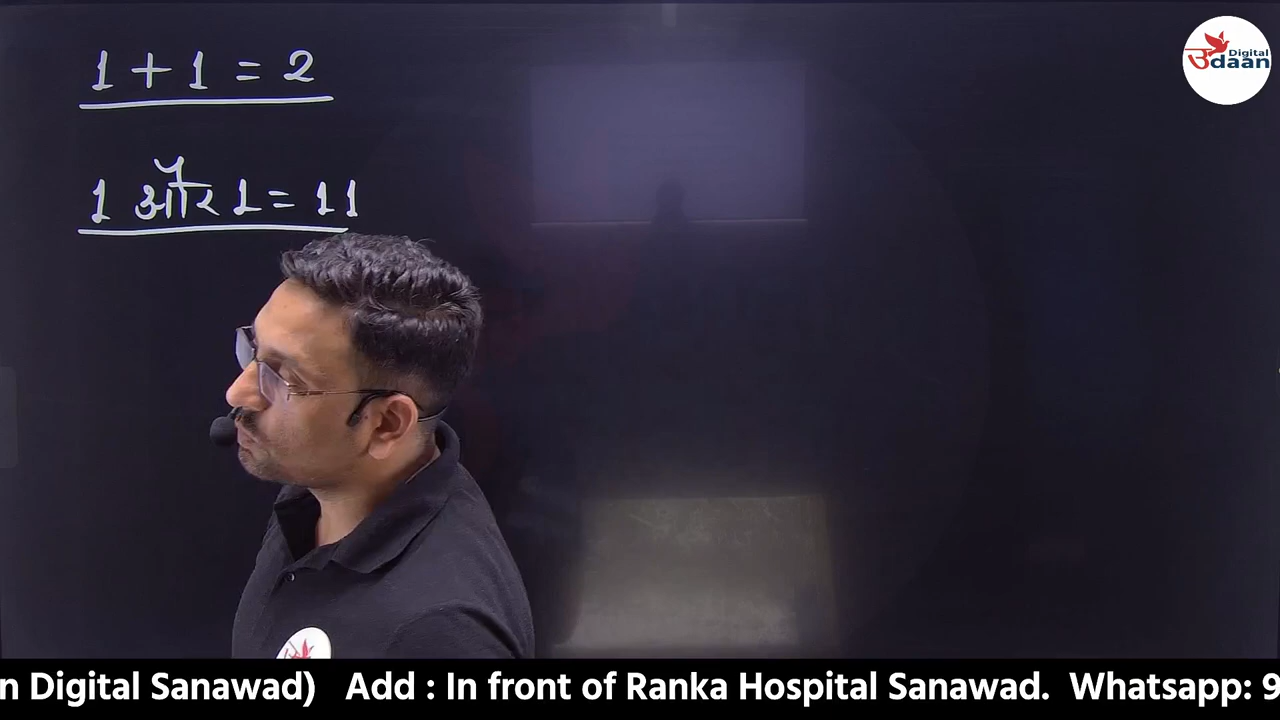 1 + 1 = 2
1 और 1 = 11
Digital
उdaan
n Digital Sanawad) Add : In front of Ranka Hospital Sanawad. Whatsapp: 9